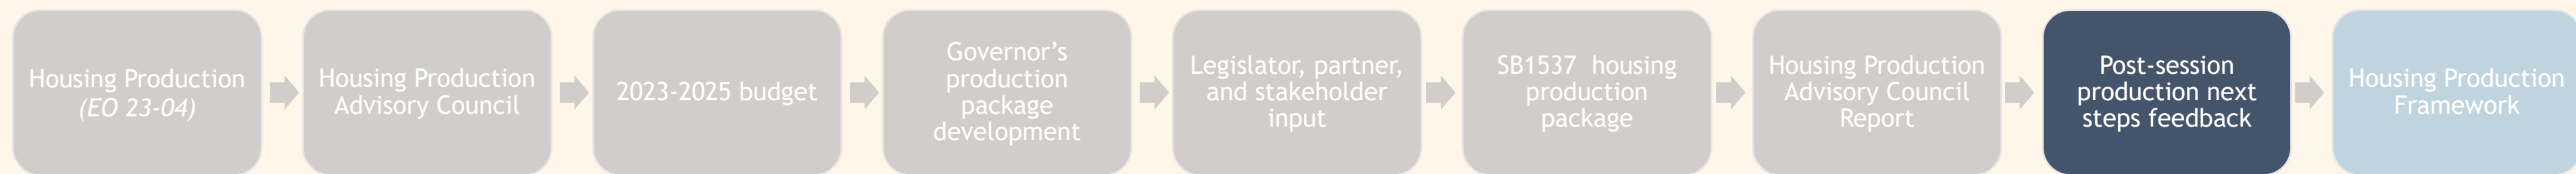 Housing Production
(EO 23-04)
Housing Production
Advisory Council
2023-2025 budget
Governor’s
production
package
development
Legislator, partner,
and stakeholder
input
SB1537  housing
production
package
Housing Production
Advisory Council
Report
Post-session
production next
steps feedback
Housing Production
Framework